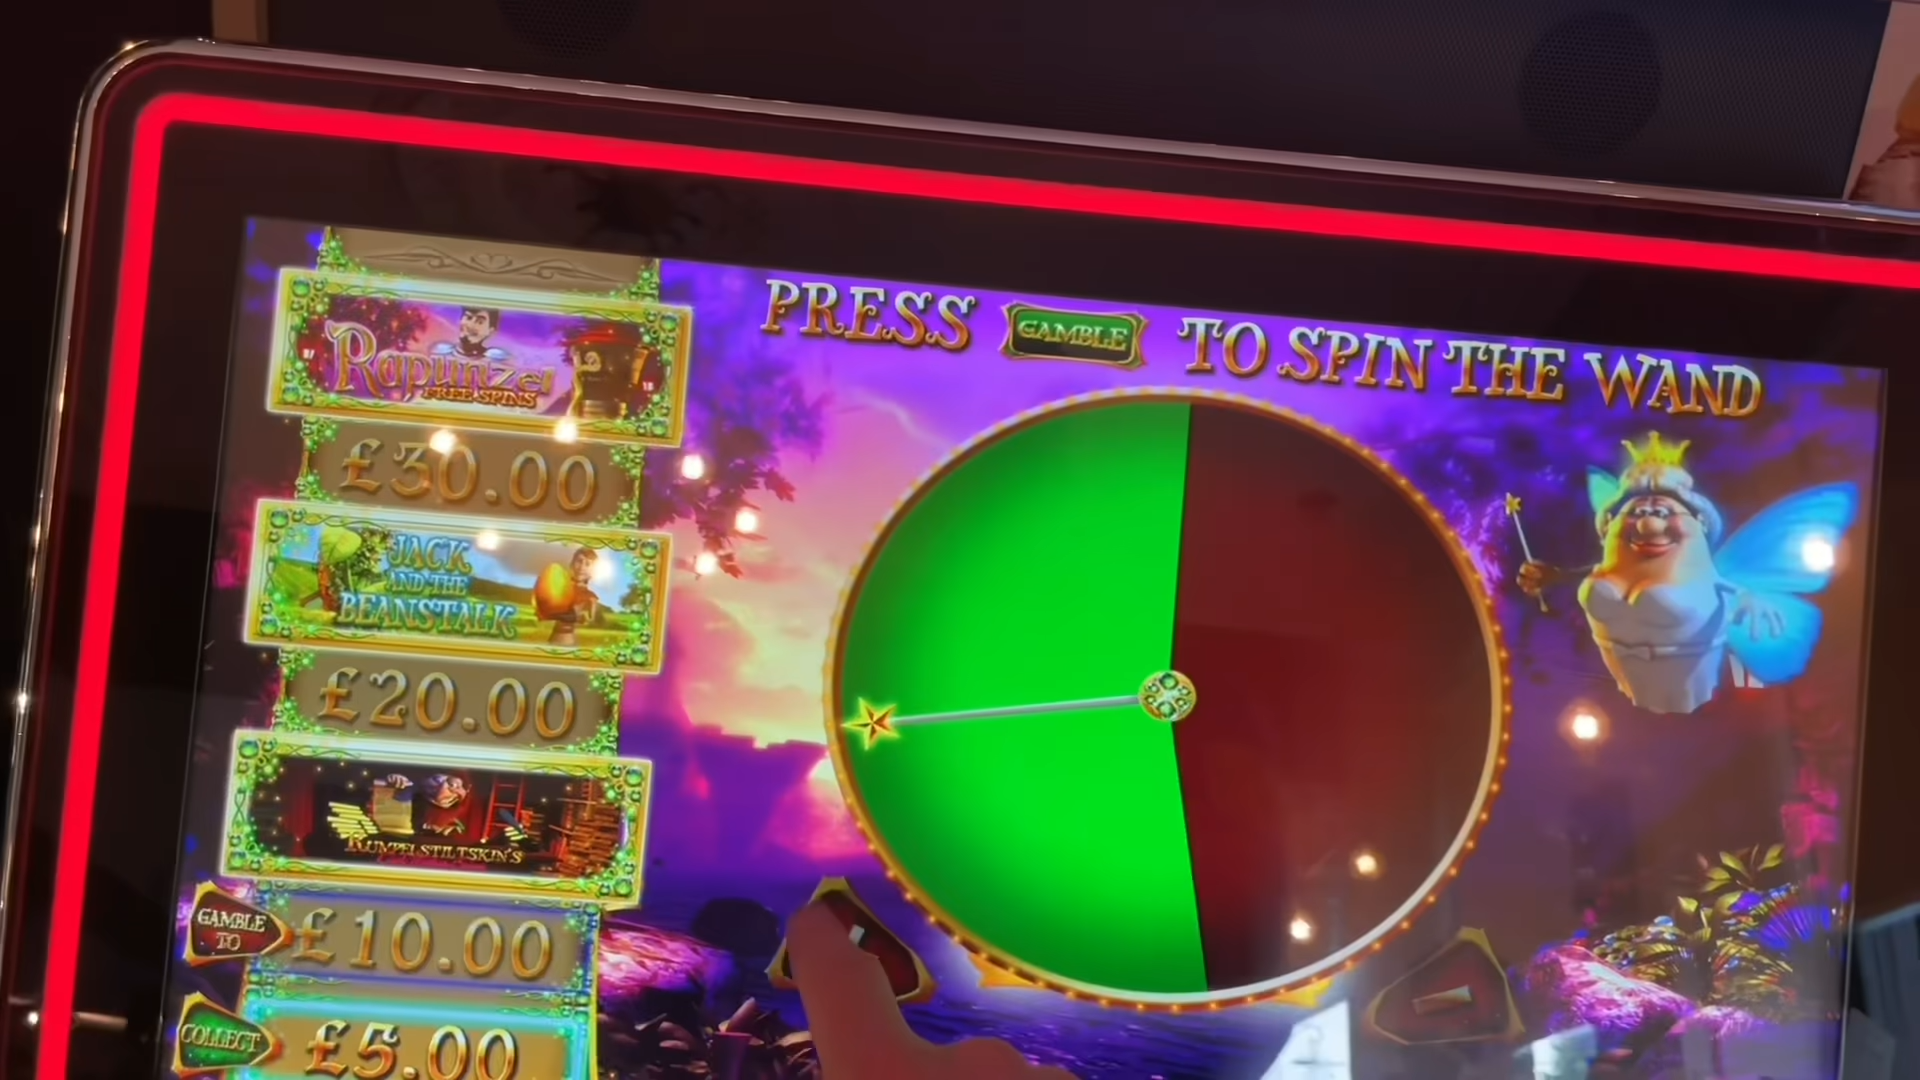 PRESS GAMBLE TO SPIN THE WAND
Rapunzel
FREE SPINS
£30.00
JACK
AND THE
BEANSTALK
£20.00
RUMPELSTILTSKIN'S
GAMBLE
TO
£10.00
COLLECT
£5.00